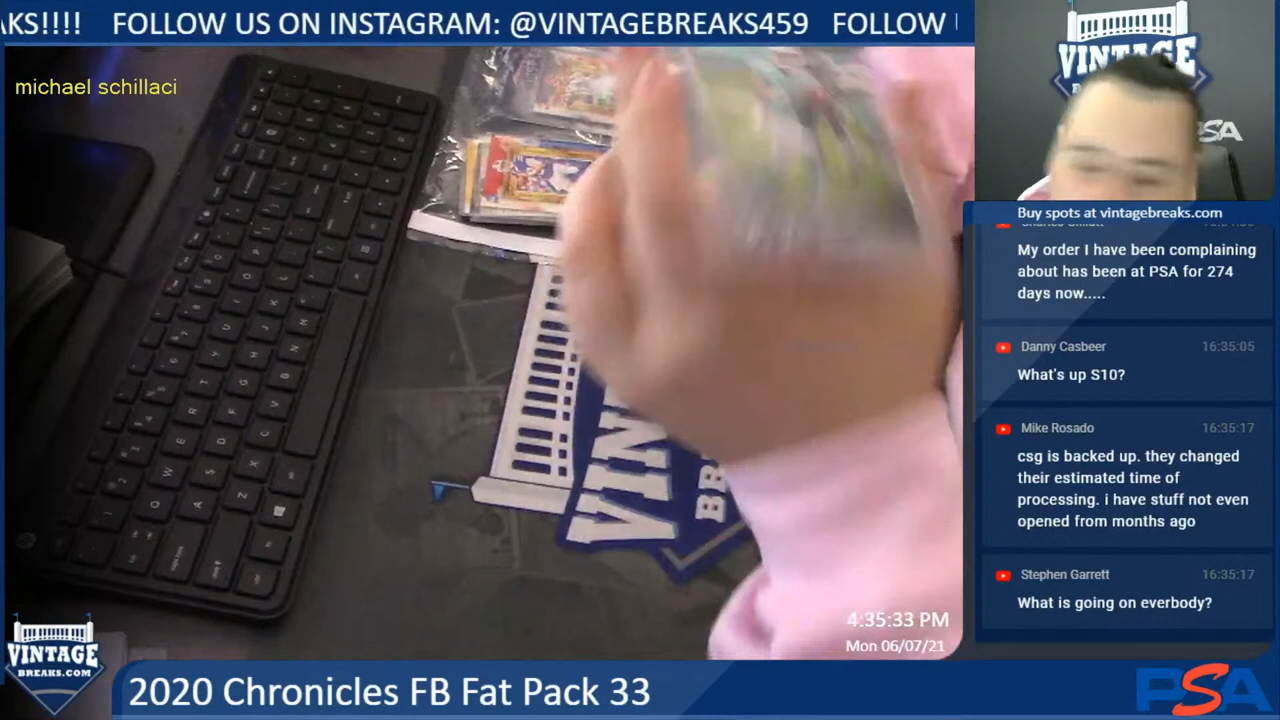 AKS!!!! FOLLOW US ON INSTAGRAM: @VINTAGEBREAKS459 FOLLOW
michael schillaci
VINTAGE
PSA
Buy spots at vintagebreaks.com
My order I have been complaining
about has been at PSA for 274
days now.....
Danny Casbeer 16:35:05
What's up S10?
Mike Rosado 16:35:17
csg is backed up. they changed
their estimated time of
processing. i have stuff not even
opened from months ago
Stephen Garrett 16:35:17
What is going on everbody?
4:35:33 PM
Mon 06/07/21
VINTAGE
BREAKS.COM
2020 Chronicles FB Fat Pack 33
PSA